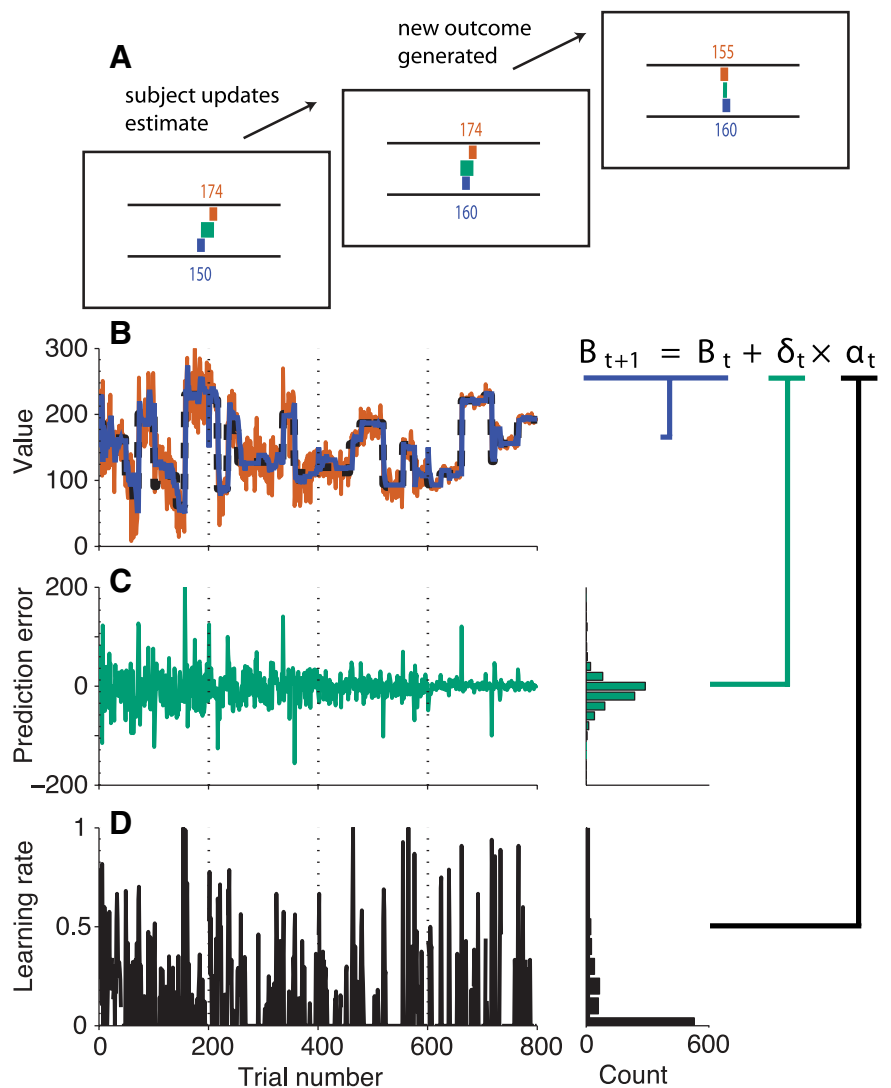 A
subject updates
estimate
new outcome
generated
174
150
174
160
155
160
B
300
200
100
0
Value
B t+1 = B t + δ t × α t
C
200
0
−200
Prediction error
D
1
0.5
0
Learning rate
0 200 400 600 800
Trial number
0 600
Count